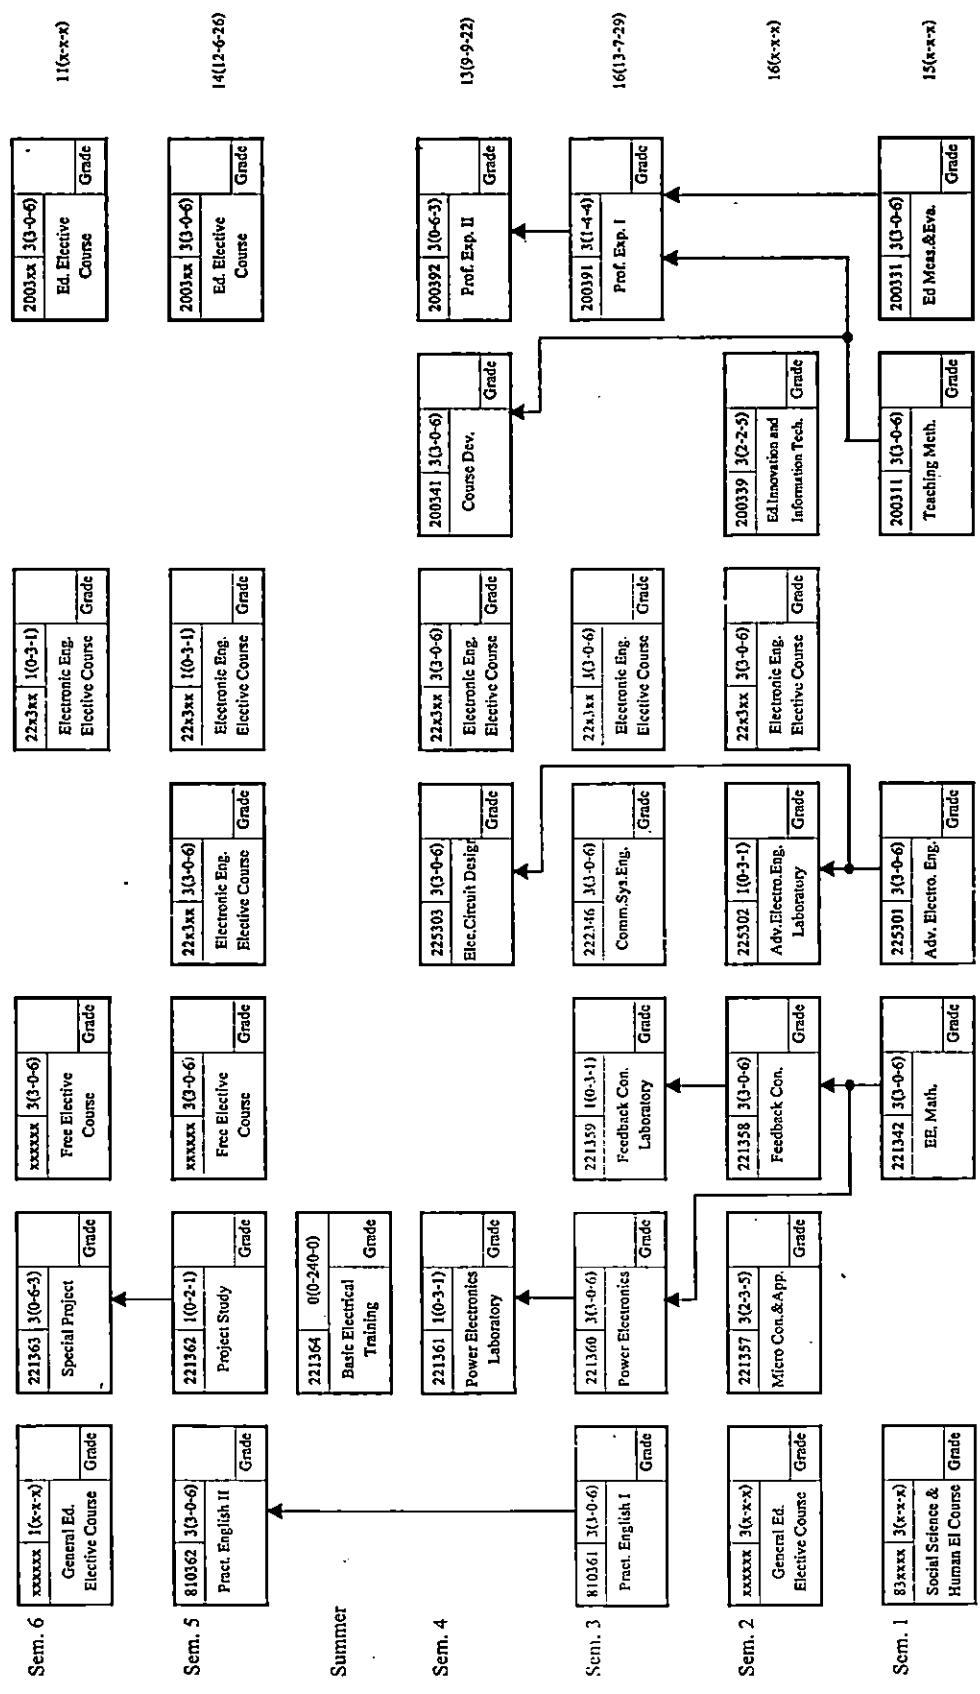 Sem. 6
xxxxxx 1(x-x-x)
General Ed.
Elective Course
Grade
221363 3(0-6-3)
Special Project
Grade
xxxxxx 3(3-0-6)
Free Elective
Course
Grade
22x3xx 1(0-3-1)
Electronic Eng.
Elective Course
Grade
2003xx 3(3-0-6)
Ed. Elective
Course
Grade
11(x-x-x)
Sem. 5
810362 3(3-0-6)
Pract. English II
Grade
221362 1(0-2-1)
Project Study
Grade
xxxxxx 3(3-0-6)
Free Elective
Course
Grade
22x3xx 3(3-0-6)
Electronic Eng.
Elective Course
Grade
22x3xx 1(0-3-1)
Electronic Eng.
Elective Course
Grade
2003xx 3(3-0-6)
Ed. Elective
Course
Grade
14(12-6-26)
Summer
221364 0(0-240-0)
Basic Electrical
Training
Grade
Sem. 4
221361 1(0-3-1)
Power Electronics
Laboratory
Grade
225303 3(3-0-6)
Elec.Circuit Design
Grade
22x3xx 3(3-0-6)
Electronic Eng.
Elective Course
Grade
200341 3(3-0-6)
Course Dev.
Grade
200392 3(0-6-3)
Prof. Exp. II
Grade
13(9-9-22)
Sem. 3
810361 3(3-0-6)
Pract. English I
Grade
221360 3(3-0-6)
Power Electronics
Grade
221359 1(0-3-1)
Feedback Con.
Laboratory
Grade
222346 3(3-0-6)
Comm.Sys.Eng.
Grade
22x3xx 3(3-0-6)
Electronic Eng.
Elective Course
Grade
200391 3(1-4-4)
Prof. Exp. I
Grade
16(13-7-29)
Sem. 2
xxxxxx 3(x-x-x)
General Ed.
Elective Course
Grade
221357 3(2-3-5)
Micro Con.&App.
Grade
221358 3(3-0-6)
Feedback Con.
Grade
225302 1(0-3-1)
Adv.Electro.Eng.
Laboratory
Grade
22x3xx 3(3-0-6)
Electronic Eng.
Elective Course
Grade
200339 3(2-2-5)
Ed.Innovation and
Information Tech.
Grade
16(x-x-x)
Sem. 1
83xxxx 3(x-x-x)
Social Science &
Human El Course
Grade
221342 3(3-0-6)
EE. Math.
Grade
225301 3(3-0-6)
Adv. Electro. Eng.
Grade
200311 3(3-0-6)
Teaching Meth.
Grade
200331 3(3-0-6)
Ed Meas.&Eva.
Grade
15(x-x-x)